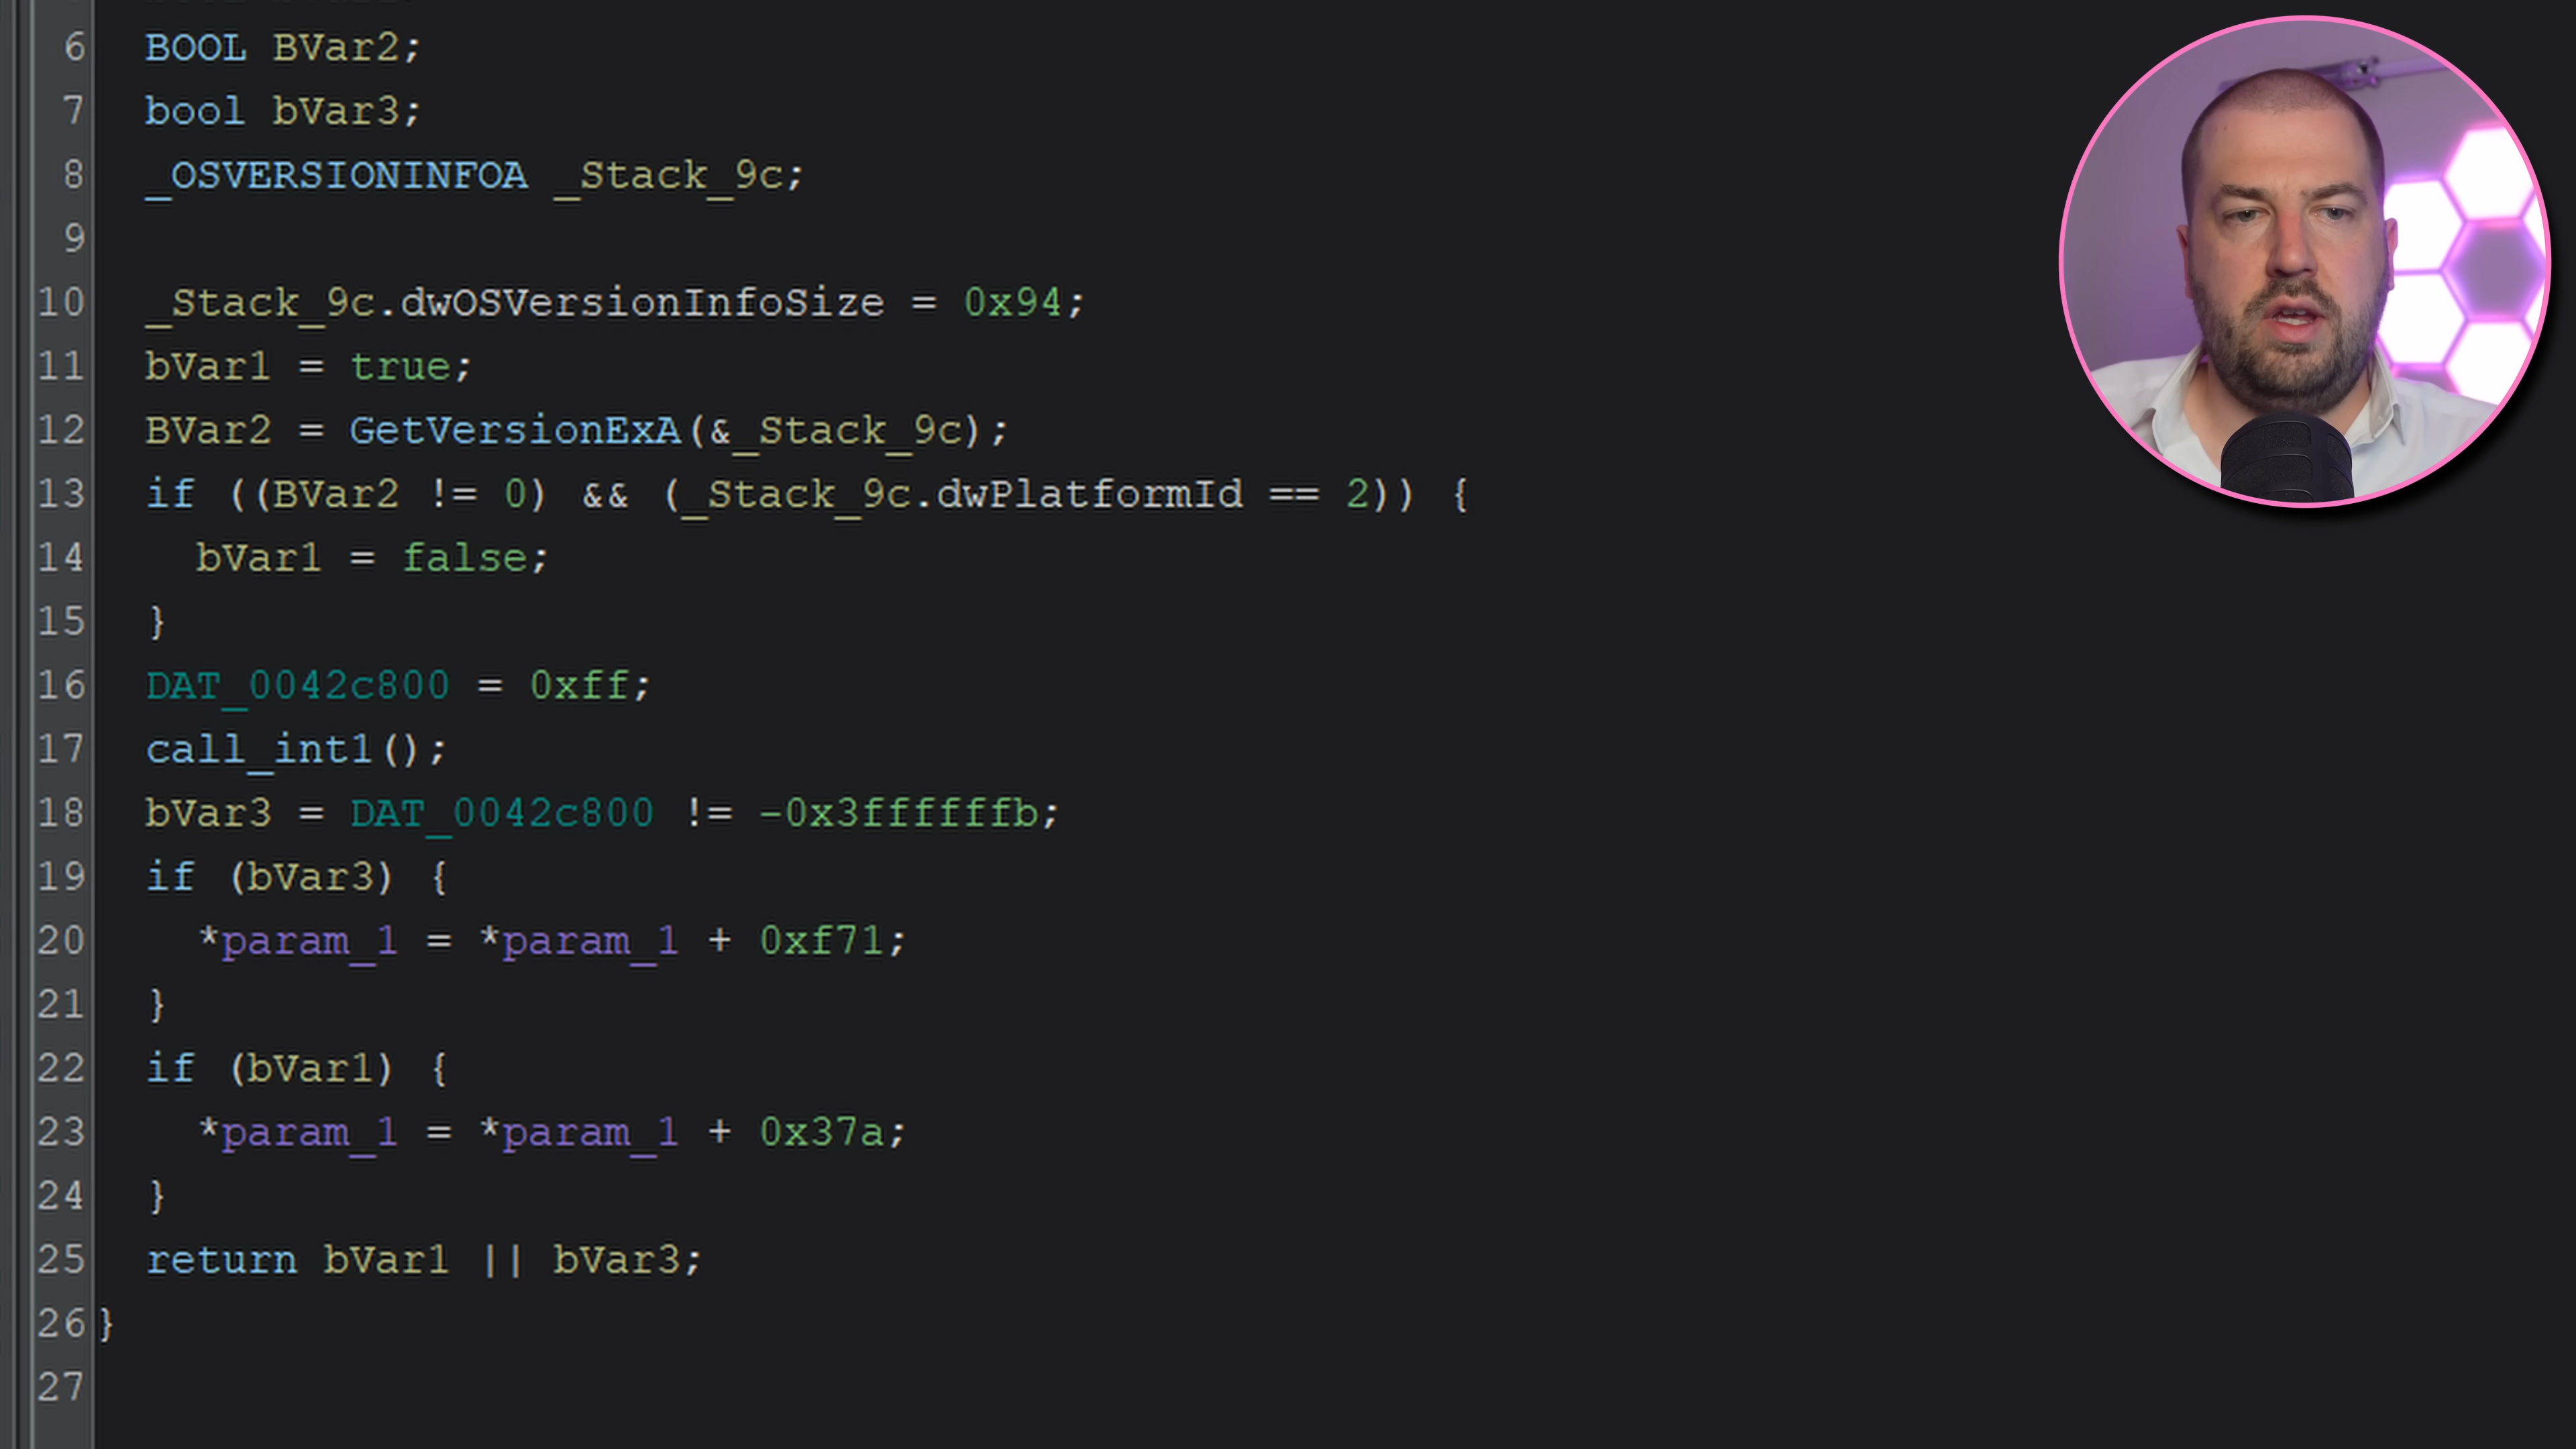 6 BOOL BVar2;
7 bool bVar3;
8 _OSVERSIONINFOA _Stack_9c;
9
10 _Stack_9c.dwOSVersionInfoSize = 0x94;
11 bVar1 = true;
12 BVar2 = GetVersionExA(&_Stack_9c);
13 if ((BVar2 != 0) && (_Stack_9c.dwPlatformId == 2)) {
14 bVar1 = false;
15 }
16 DAT_0042c800 = 0xff;
17 call_int1();
18 bVar3 = DAT_0042c800 != -0x3ffffffb;
19 if (bVar3) {
20 *param_1 = *param_1 + 0xf71;
21 }
22 if (bVar1) {
23 *param_1 = *param_1 + 0x37a;
24 }
25 return bVar1 || bVar3;
26 }
27